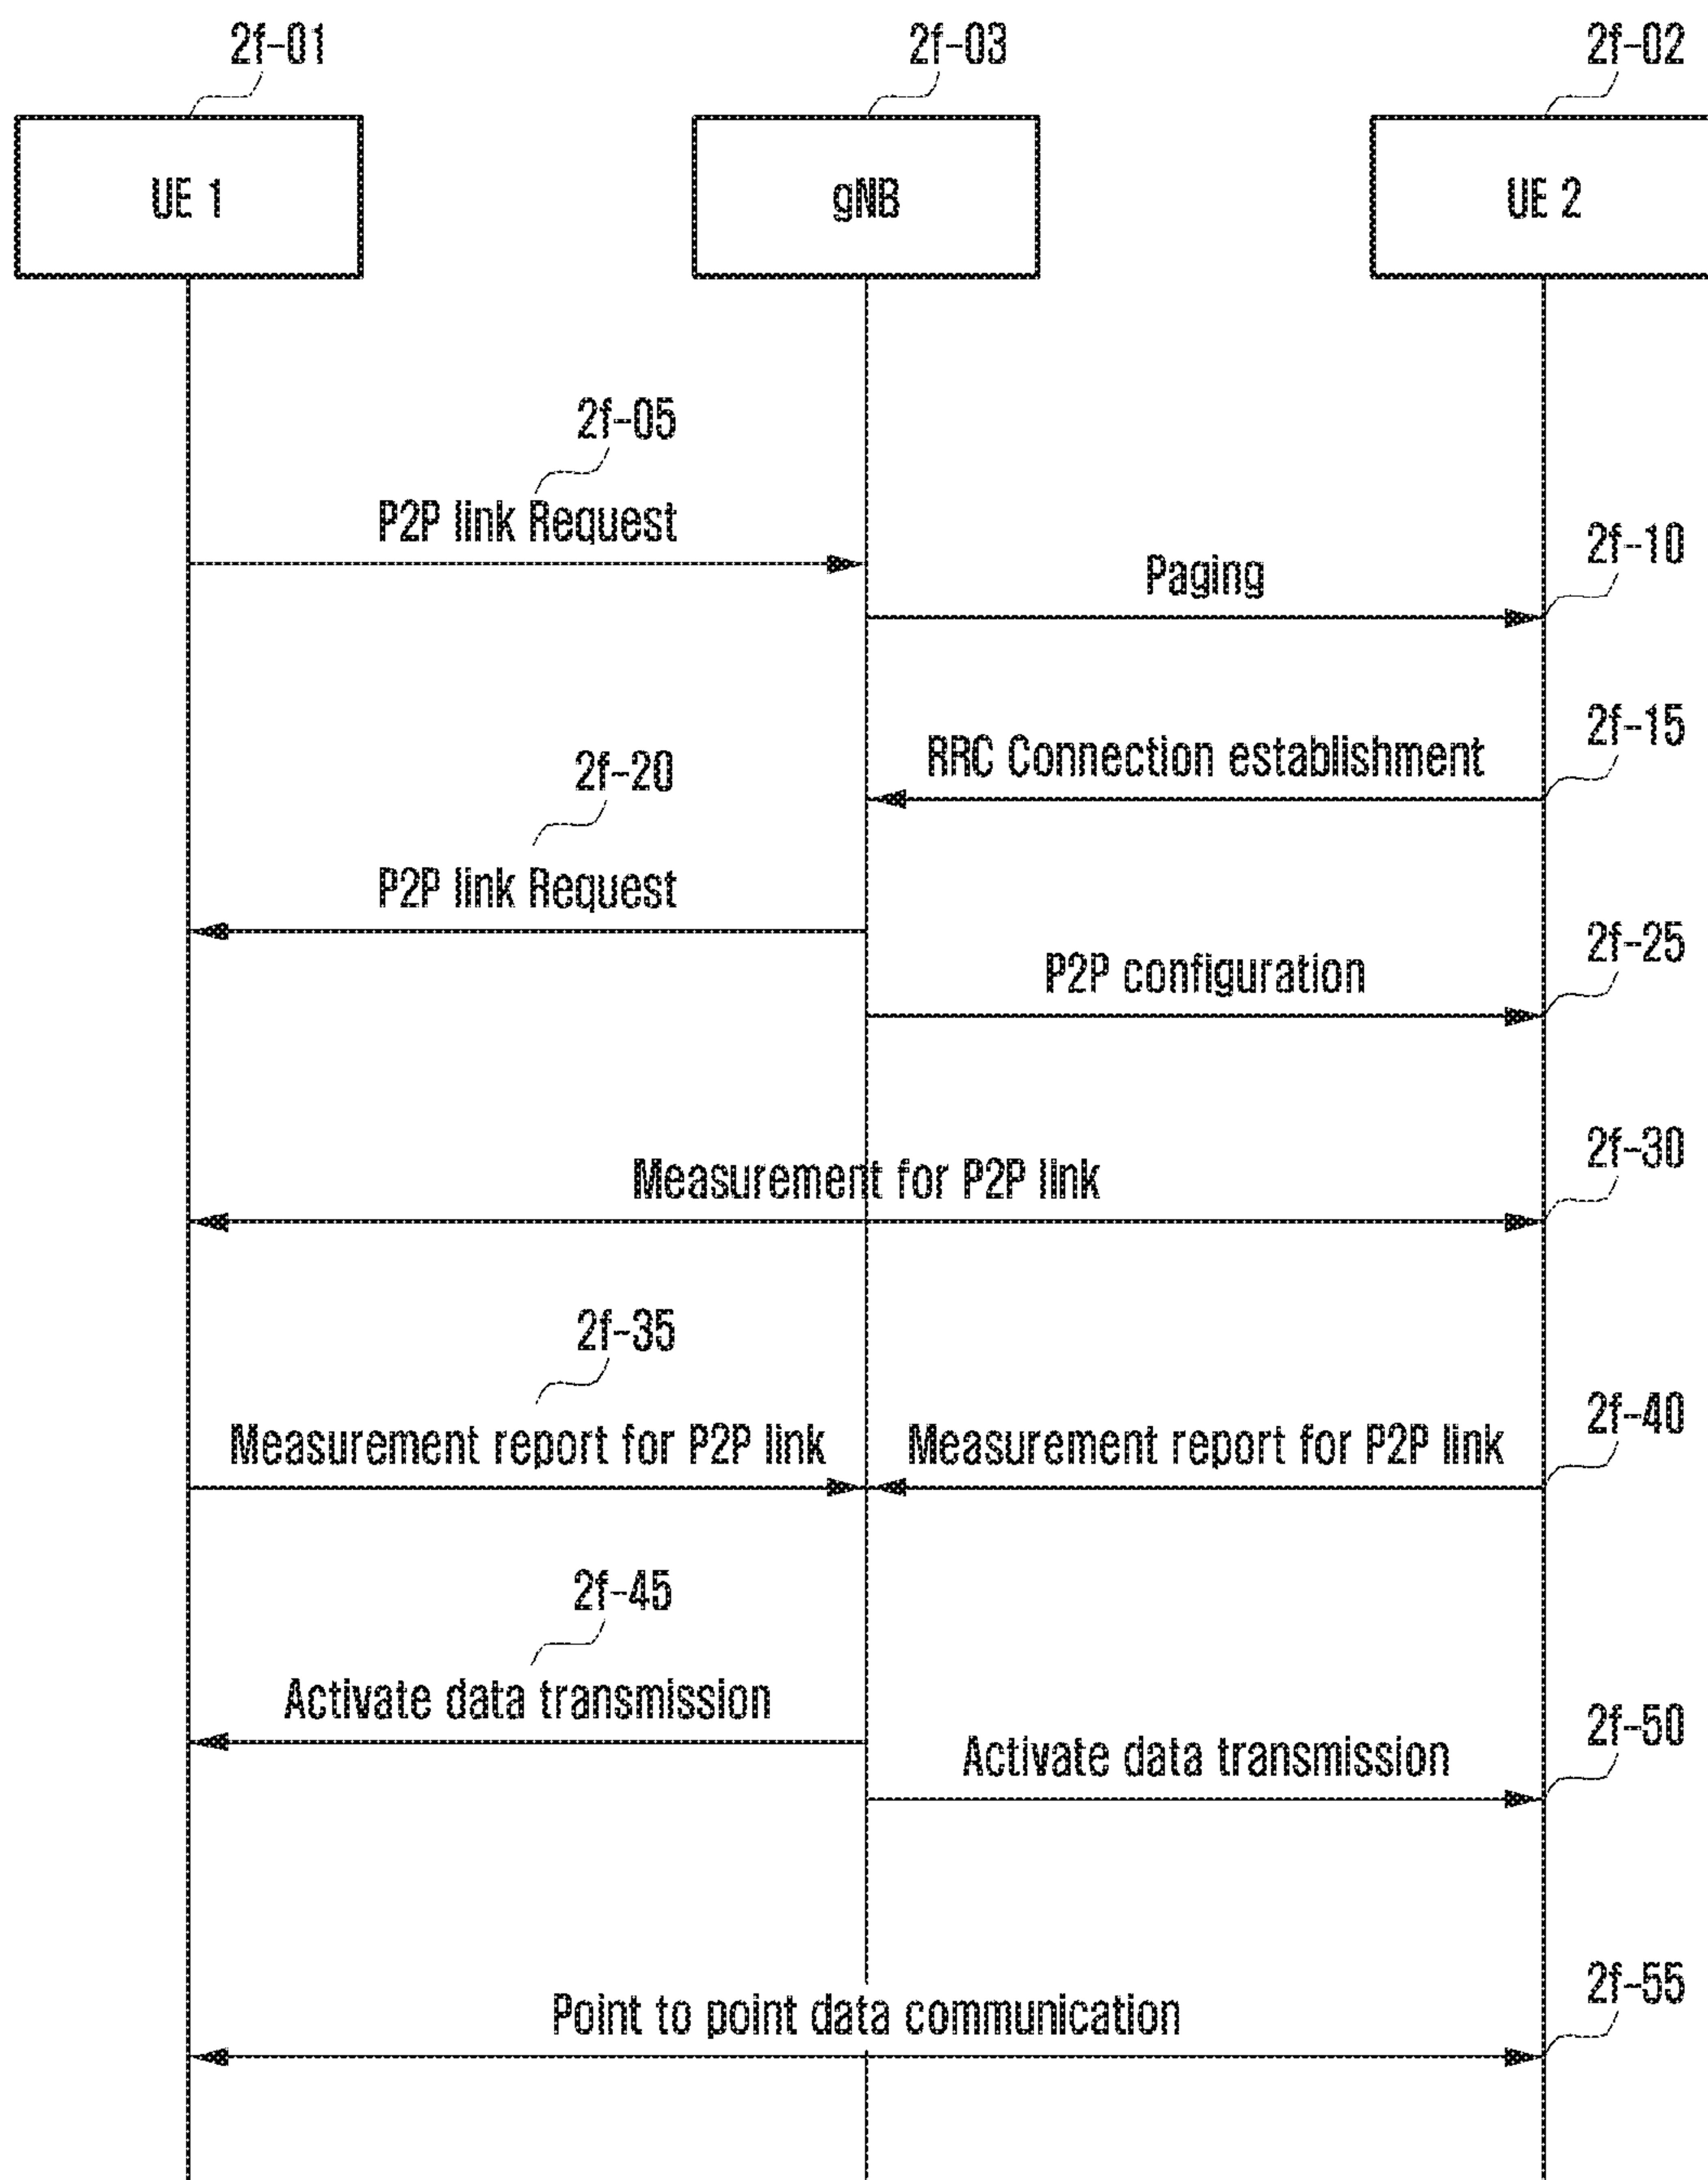 2f-01
2f-03
2f-02
UE 1
gNB
UE 2
2f-05
P2P link Request
2f-10
Paging
2f-15
RRC Connection establishment
2f-20
P2P link Request
2f-25
P2P configuration
2f-30
Measurement for P2P link
2f-35
2f-40
Measurement report for P2P link
Measurement report for P2P link
2f-45
Activate data transmission
2f-50
Activate data transmission
2f-55
Point to point data communication